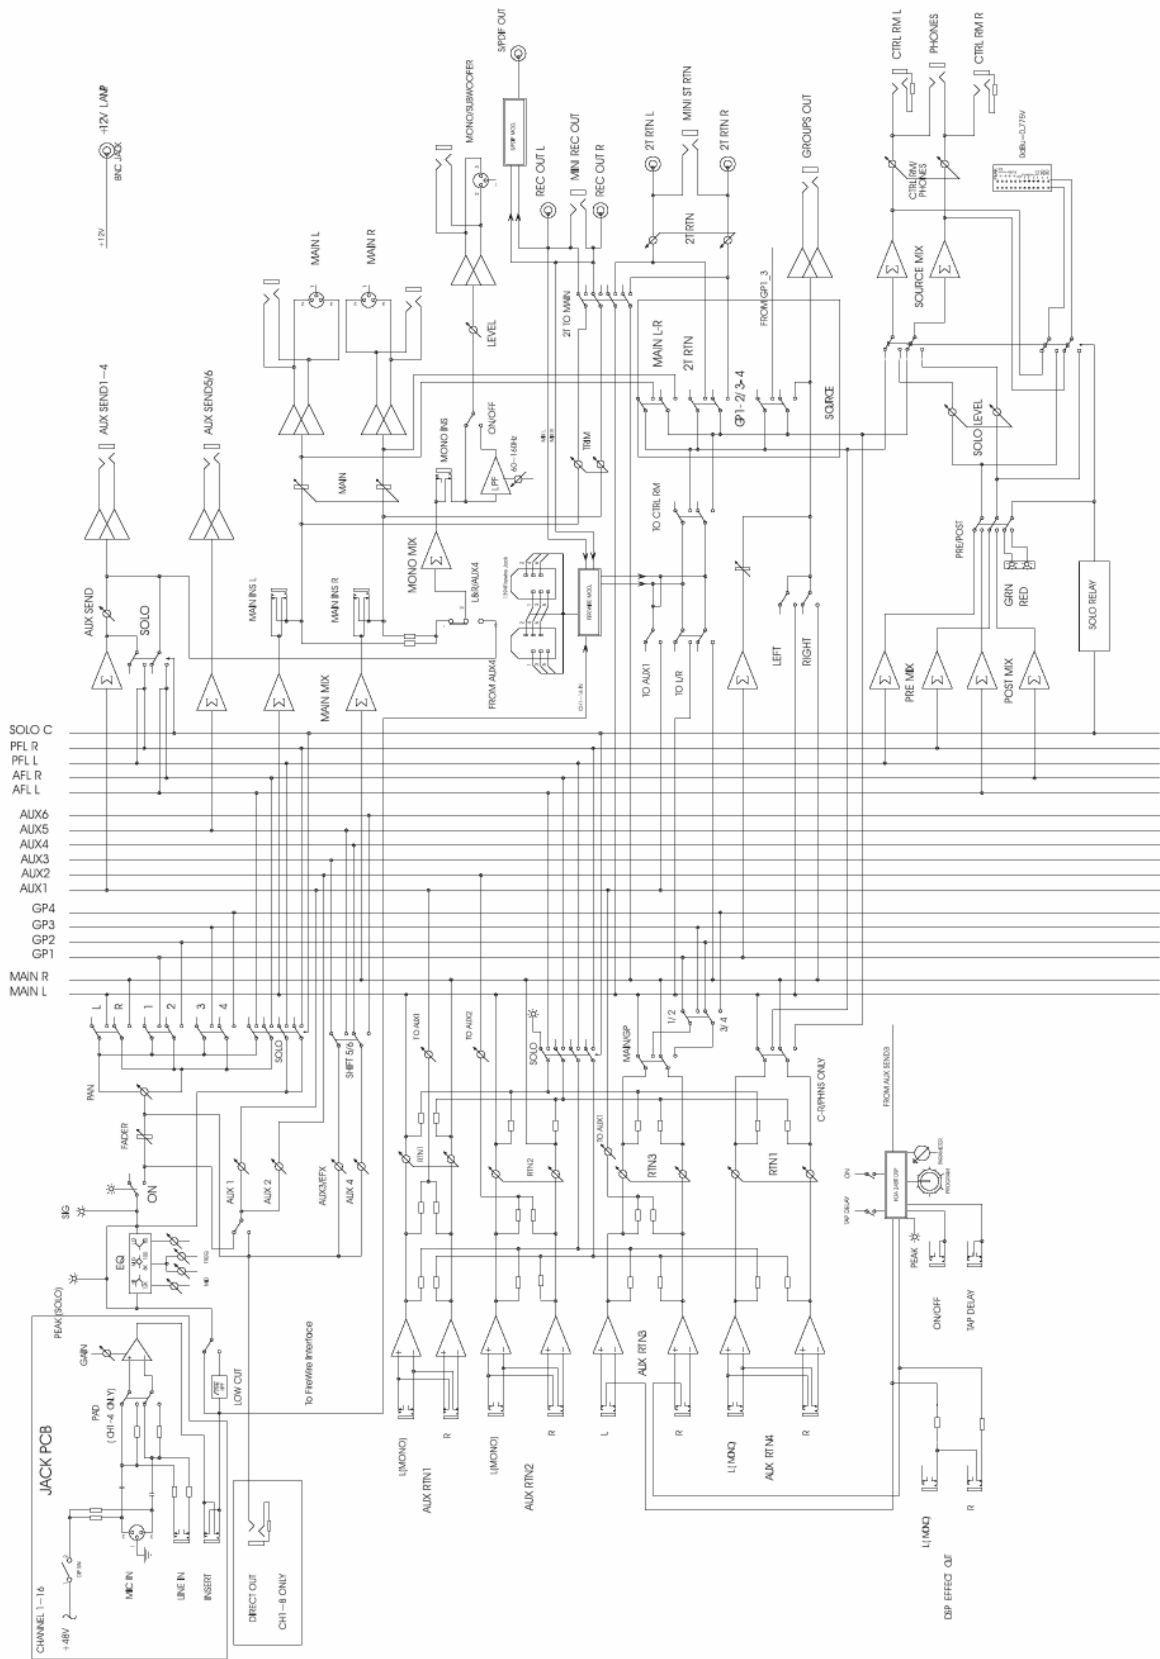 CTRL RM L
PHONES
CTRL RM R
S/PDIF OUT
+12V LAMP
BNC JACK
+12V
MONO/SUBWOOFER
S/PDIF MODEL
REC OUT L
MINI REC OUT
REC OUT R
2T RTN L
MINI ST RTN
2T RTN R
GROUPS OUT
0dBu=0.775V
CTRL RM/
PHONES
MAIN L
MAIN R
2T RTN
SOURCE MIX
FROM GP1_3
LEVEL
2T TO MAIN
MAIN L-R
2T RTN
GP1-2/ 3-4
SOURCE
AUX SEND1-4
AUX SEND5/6
MONO INS
ON/OFF
LPF
60-160Hz
TRIM
SOLO LEVEL
MAIN
TO CTRL RM
PRE/POST
AUX SEND
SOLO
MAIN INS L
MAIN INS R
MONO MIX
L&R/AUX4
GRN
RED
SOLO RELAY
MAIN MIX
FROM AUX4
TO AUX1
TO L/R
LEFT
RIGHT
PRE MIX
POST MIX
SOLO C
PFL R
PFL L
AFL R
AFL L
AUX6
AUX5
AUX4
AUX3
AUX2
AUX1
GP4
GP3
GP2
GP1
MAIN R
MAIN L
L
R
1
2
3
4
SOLO
SHIFT 5/6
TO AUX1
TO AUX2
SOLO
MAIN/GP
1/2
3/4
C-R/PHNS ONLY
PAN
FADER
ON
SIG
EQ
AUX 1
AUX 2
AUX3/EFX
AUX 4
RTN1
RTN2
TO AUX1
RTN3
RTN1
FROM AUX SEND3
ON
TAP DELAY
PARAMETER
PROGRAM
PEAK
ON/OFF
TAP DELAY
PEAK(SOLO)
FREQ
MID
GAIN
LOW CUT
To FireWire Interface
AUX RTN3
JACK PCB
PAD
( CH1-4 ONLY)
CHANNEL 1-16
+48V
MIC IN
LINE IN
INSERT
DIRECT OUT
CH1-8 ONLY
L(MONO)
R
AUX RTN1
L(MONO)
R
AUX RTN2
L
R
L( MONO)
R
AUX RTN4
L( MONO)
R
DSP EFFECT OUT